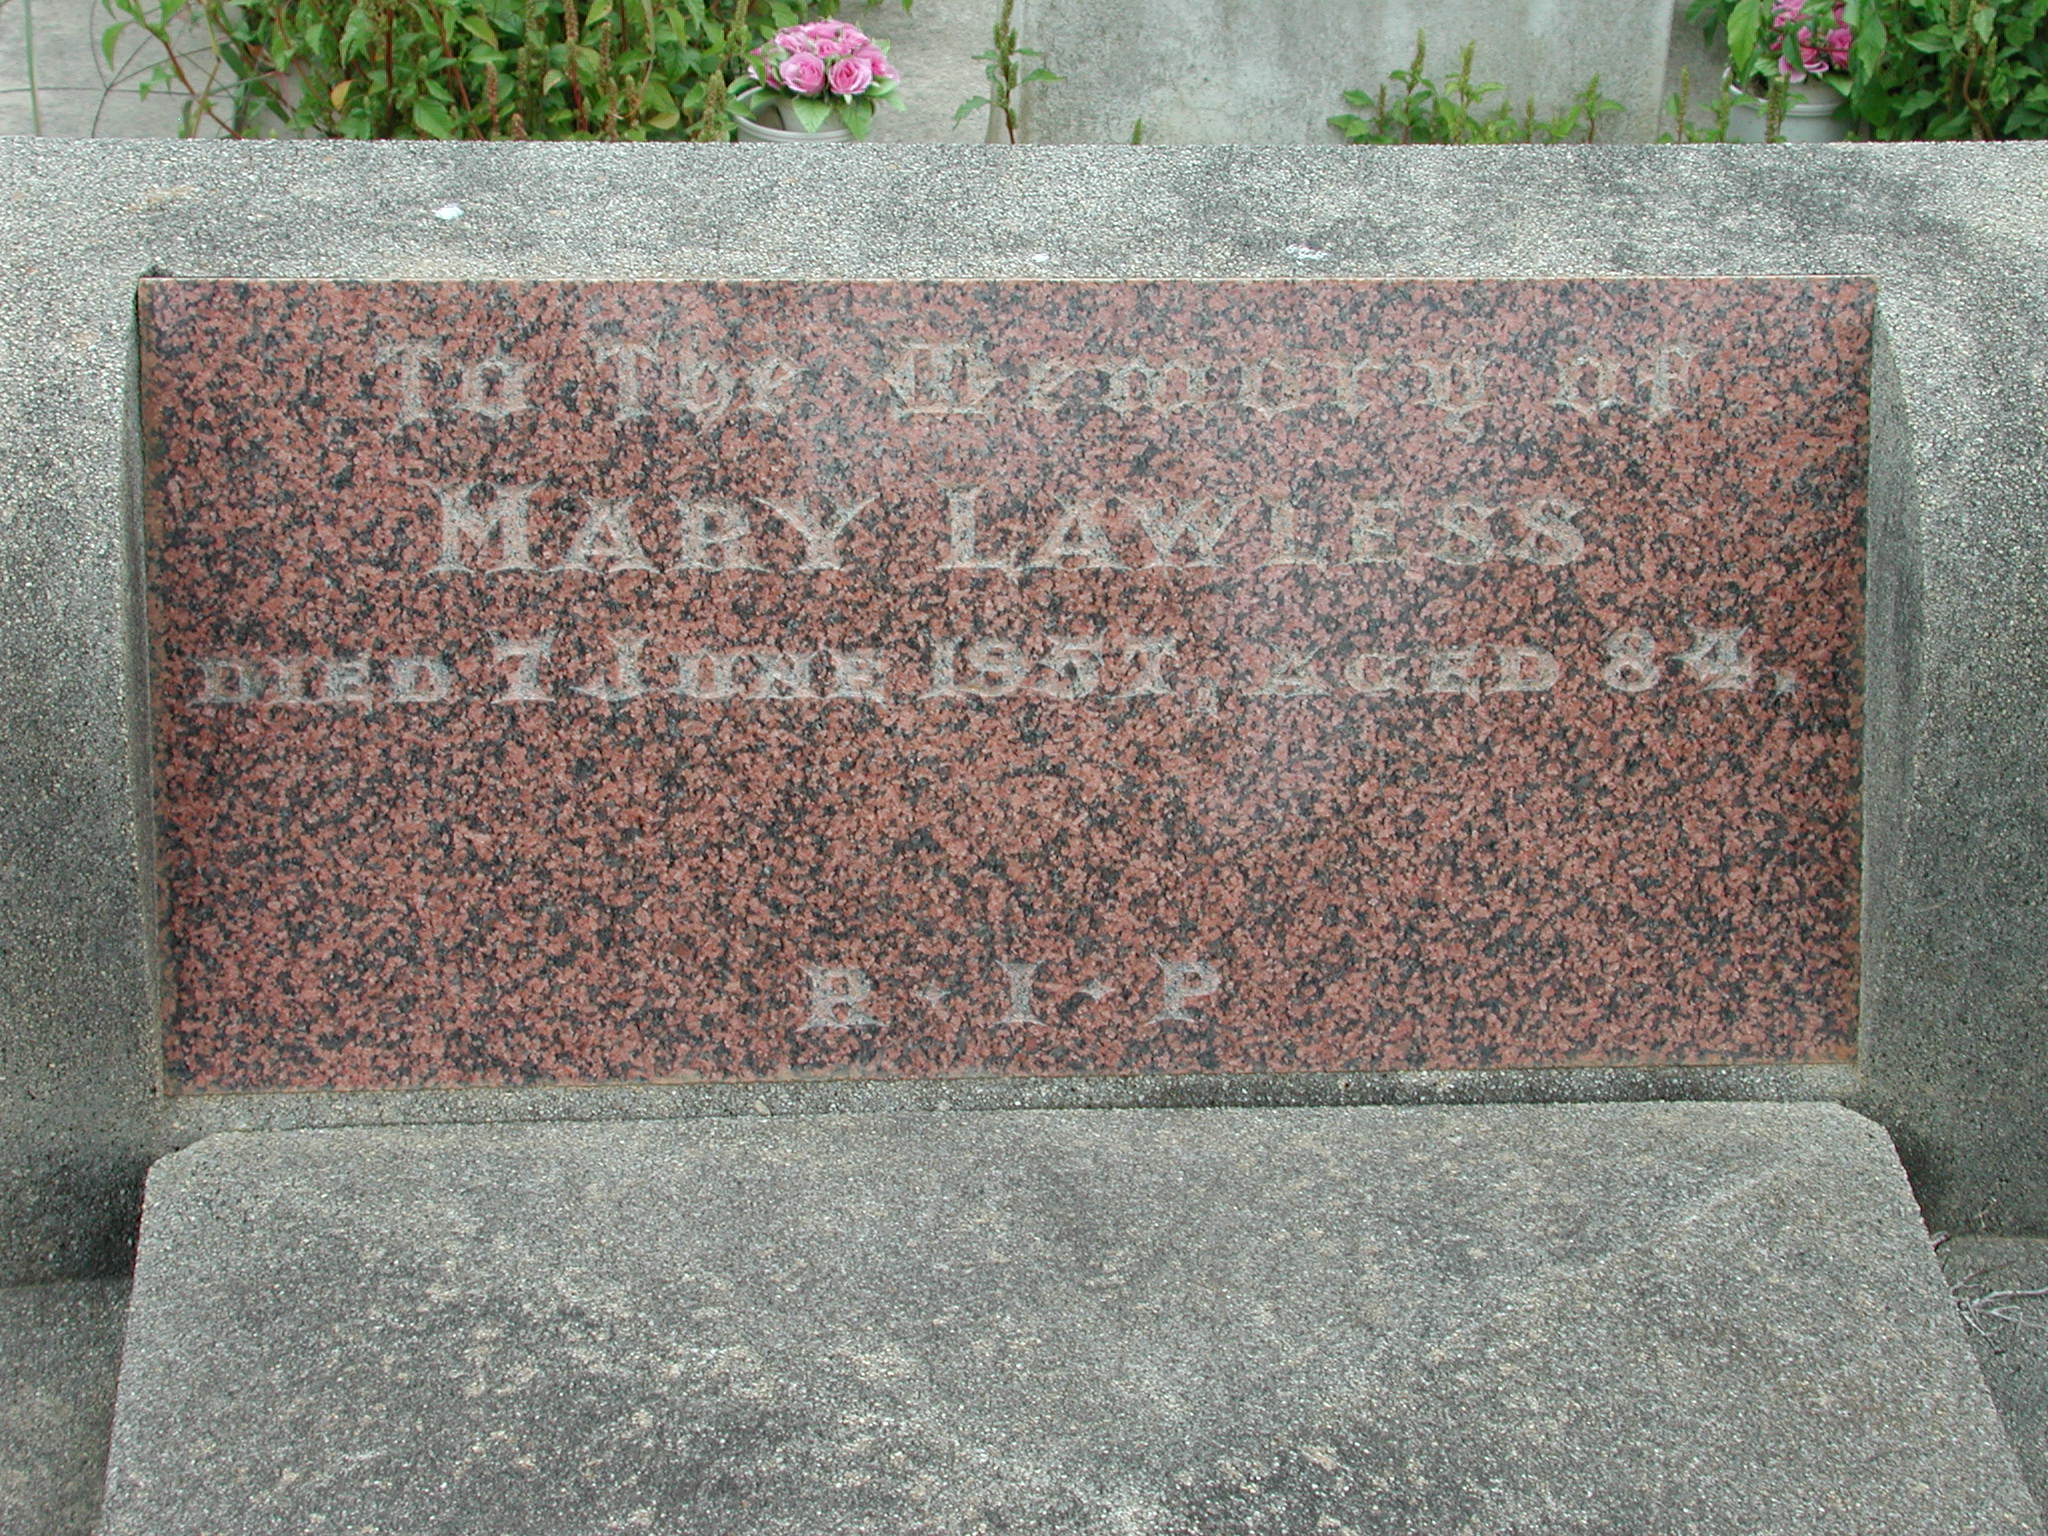 To The Memory of
MARY LAWLESS
DIED 7 JUNE 1957, AGED 84.
R·I·P